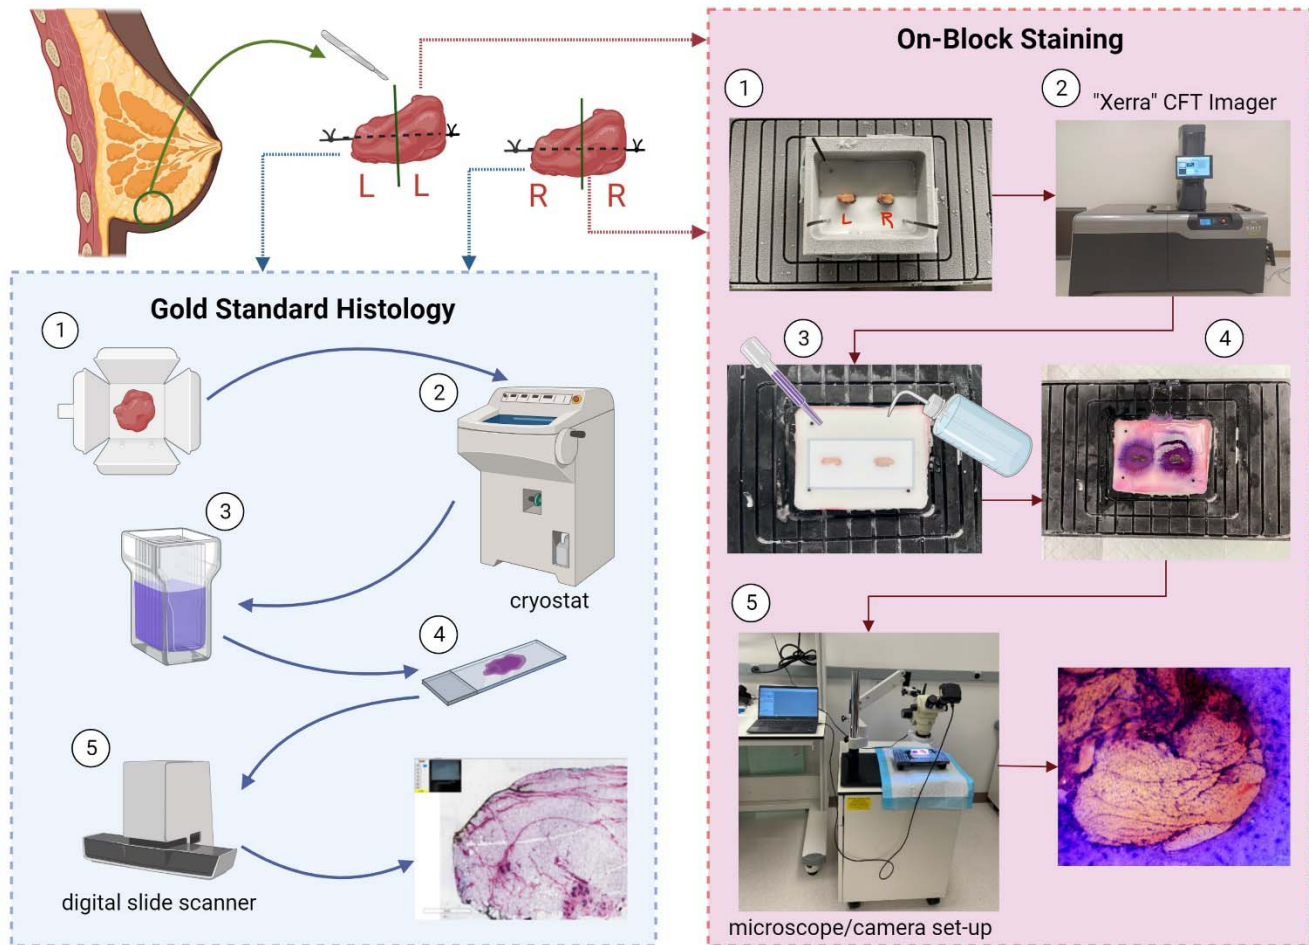 On-Block Staining
1
2
"Xerra" CFT Imager
L
L
R
R
L
R
Gold Standard Histology
1
2
3
cryostat
4
5
digital slide scanner
3
4
5
microscope/camera set-up